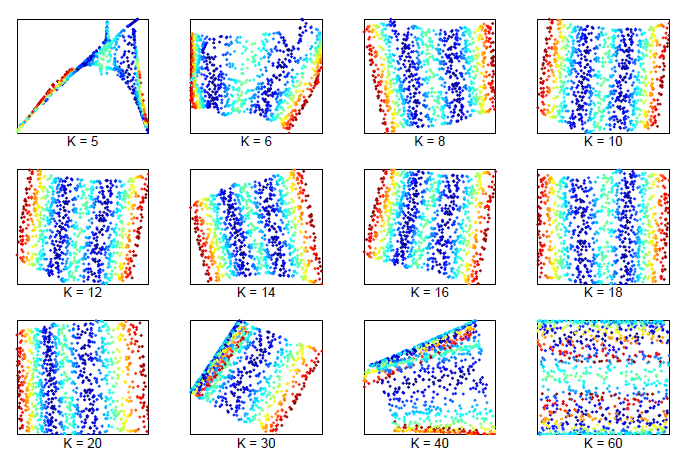 K = 5
K = 6
K = 8
K = 10
K = 12
K = 14
K = 16
K = 18
K = 20
K = 30
K = 40
K = 60